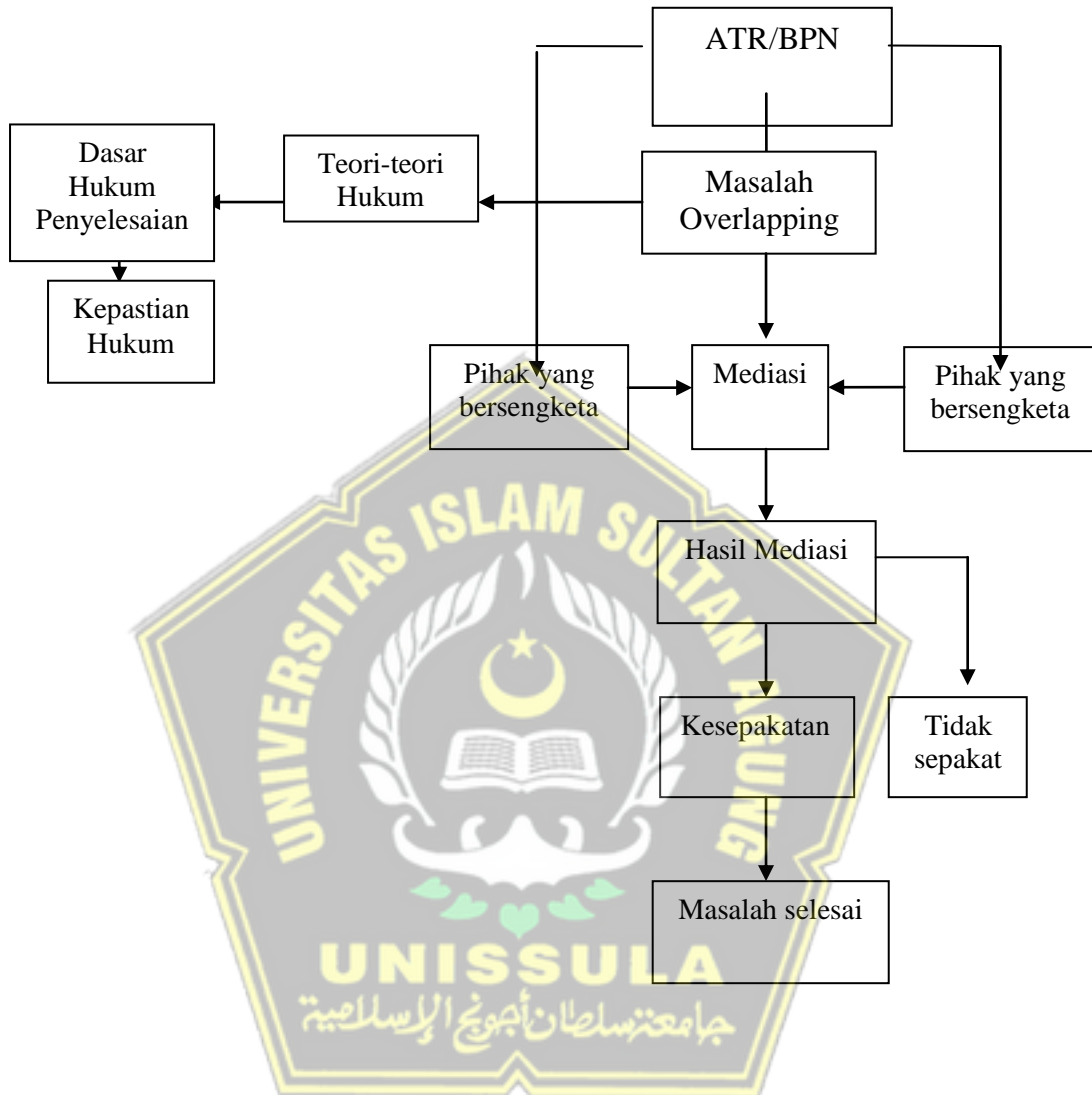 ATR/BPN
Masalah
Overlapping
Teori-teori
Hukum
Dasar
Hukum
Penyelesaian
Kepastian
Hukum
Pihak yang
bersengketa
Mediasi
Pihak yang
bersengketa
Hasil Mediasi
Kesepakatan
Tidak
sepakat
Masalah selesai
UNIVERSITAS ISLAM SULTAN AGUNG
UNISSULA
جامعة سلطان أجونج الإسلامية